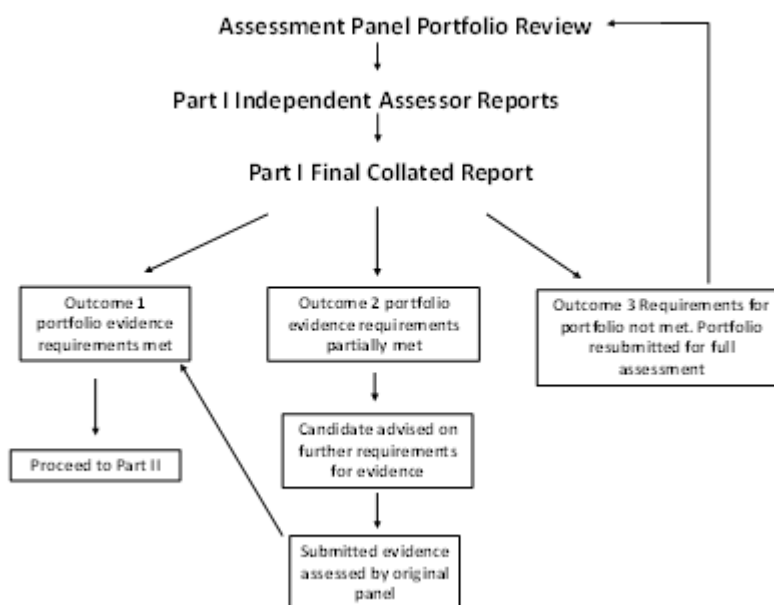 Assessment Panel Portfolio Review
Part I Independent Assessor Reports
Part I Final Collated Report
Outcome 1
portfolio evidence
requirements met
Outcome 2 portfolio
evidence requirements
partially met
Outcome 3 Requirements for
portfolio not met. Portfolio
resubmitted for full
assessment
Proceed to Part II
Candidate advised on
further requirements
for evidence
Submitted evidence
assessed by original
panel